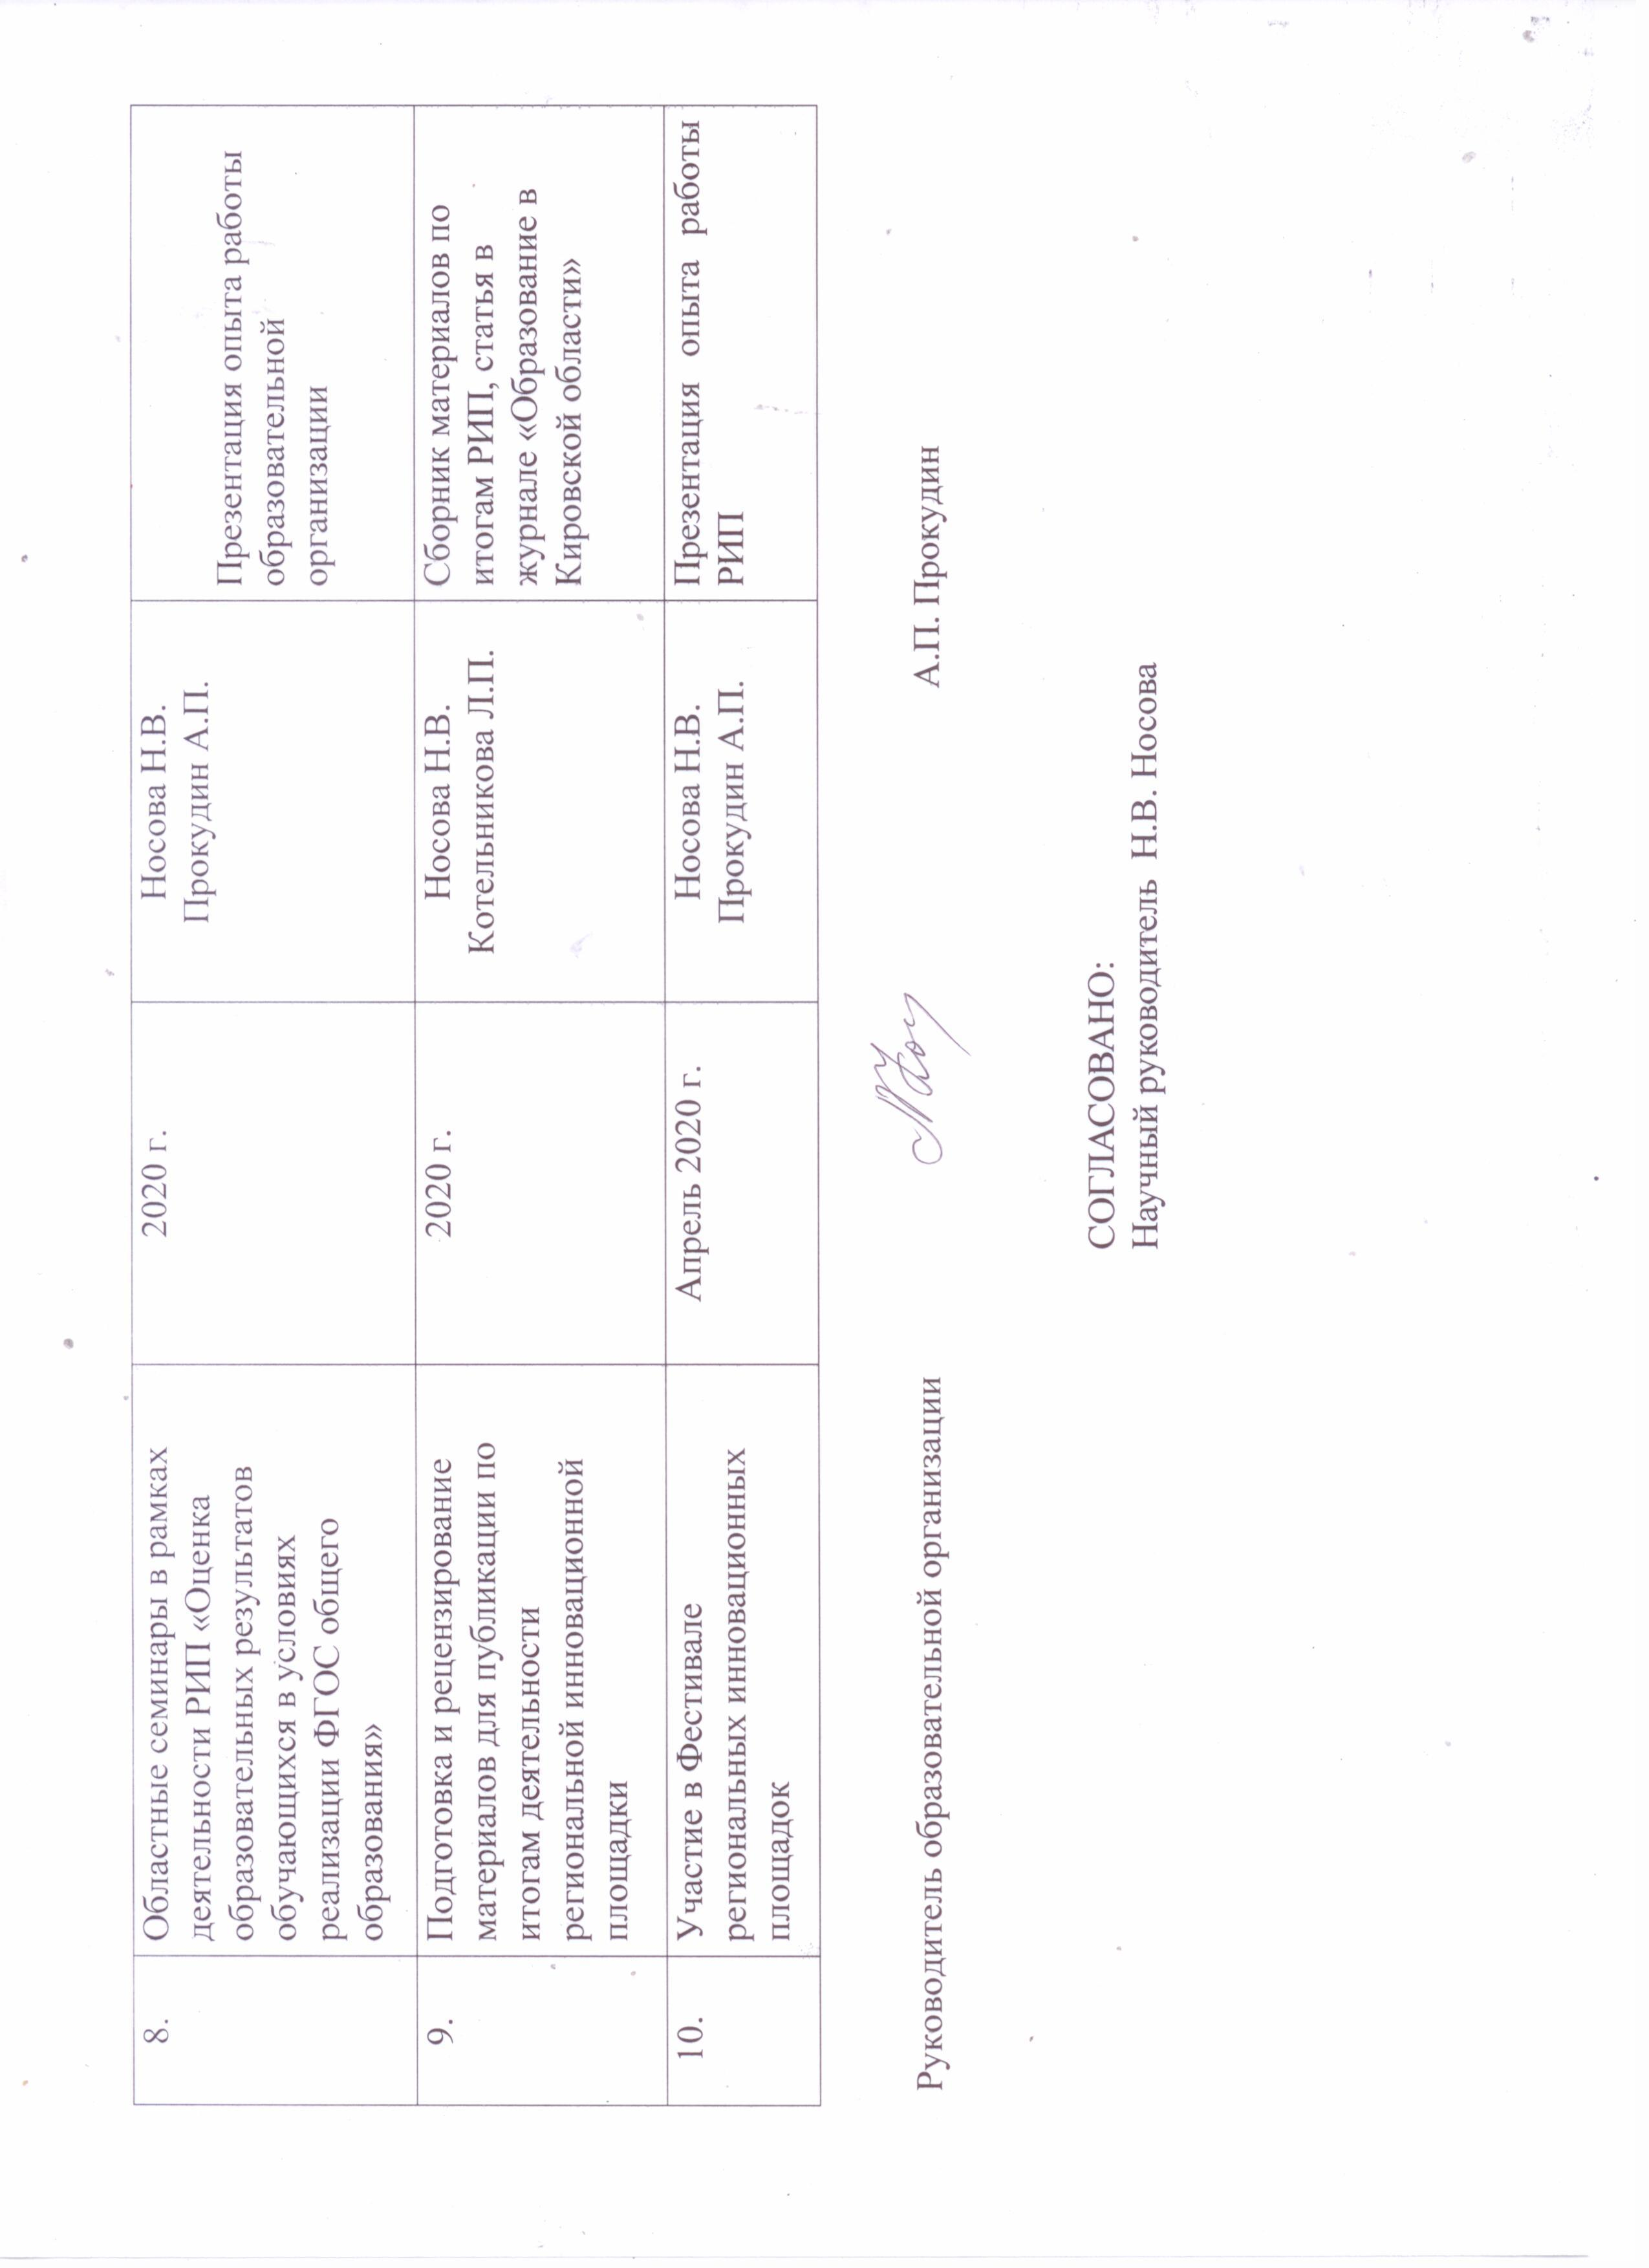 8.
Областные семинары в рамках
деятельности РИП «Оценка
образовательных результатов
обучающихся в условиях
реализации ФГОС общего
образования»
2020 г.
Носова Н.В.
Прокудин А.П.
Презентация опыта работы
образовательной
организации
9.
Подготовка и рецензирование
материалов для публикации по
итогам деятельности
региональной инновационной
площадки
2020 г.
Носова Н.В.
Котельникова Л.П.
Сборник материалов по
итогам РИП, статья в
журнале «Образование в
Кировской области»
10.
Участие в Фестивале
региональных инновационных
площадок
Апрель 2020 г.
Носова Н.В.
Прокудин А.П.
Презентация опыта работы
РИП
Руководитель образовательной организации А.П. Прокудин
СОГЛАСОВАНО:
Научный руководитель Н.В. Носова